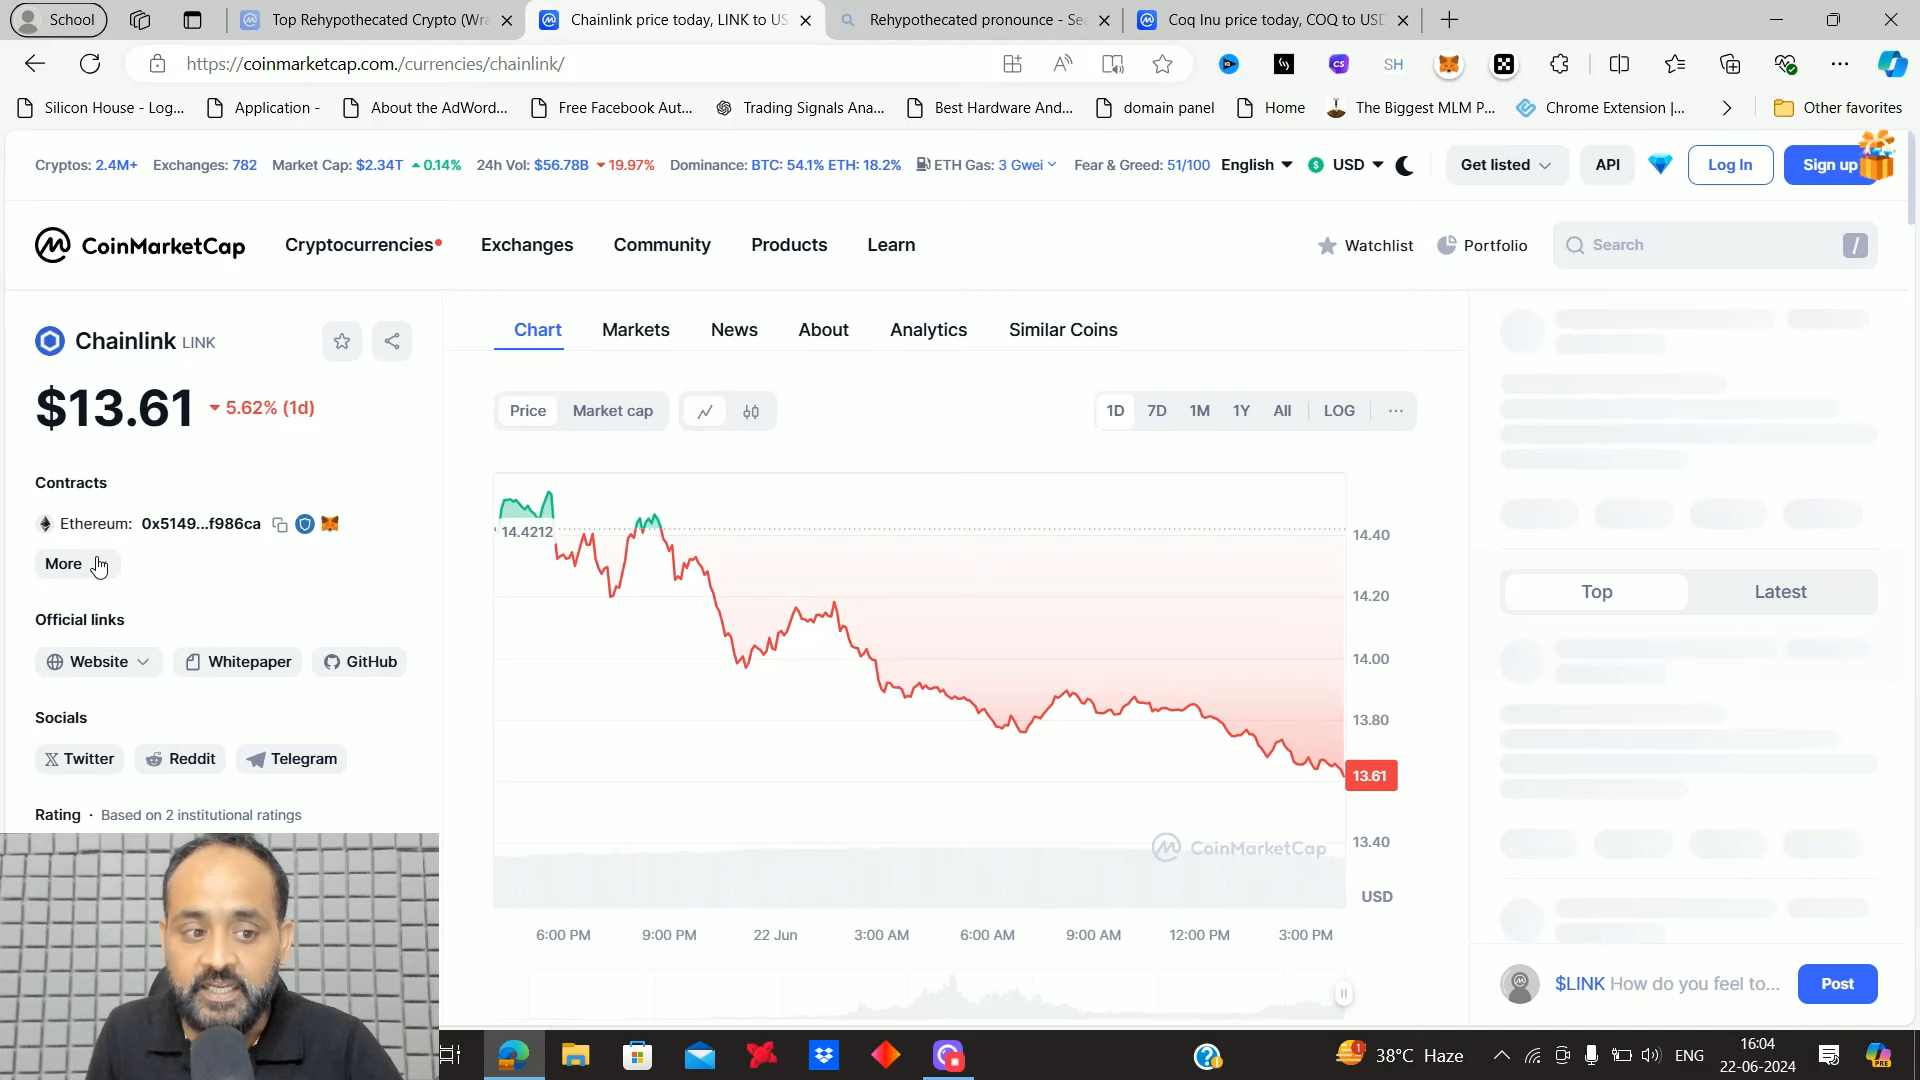 School
Top Rehypothecated Crypto (Wra
Chainlink price today, LINK to US
Rehypothecated pronounce - Sea
Coq Inu price today, COQ to USD
https://coinmarketcap.com./currencies/chainlink/
Silicon House - Log...
Application -
About the AdWord...
Free Facebook Aut...
Trading Signals Ana...
Best Hardware And...
domain panel
Home
The Biggest MLM P...
Chrome Extension |...
Other favorites
Cryptos: 2.4M+
Exchanges: 782
Market Cap: $2.34T 0.14%
24h Vol: $56.78B 19.97%
Dominance: BTC: 54.1% ETH: 18.2%
ETH Gas: 3 Gwei
Fear & Greed: 51/100
English
USD
Get listed
API
Log In
Sign up
CoinMarketCap
Cryptocurrencies
Exchanges
Community
Products
Learn
Watchlist
Portfolio
Search
/
Chainlink LINK
$13.61 5.62% (1d)
Contracts
Ethereum: 0x5149...f986ca
More
Official links
Website
Whitepaper
GitHub
Socials
Twitter
Reddit
Telegram
Rating · Based on 2 institutional ratings
Chart
Markets
News
About
Analytics
Similar Coins
Price
Market cap
1D
7D
1M
1Y
All
LOG
14.4212
14.40
14.20
14.00
13.80
13.61
13.40
CoinMarketCap
USD
6:00 PM
9:00 PM
22 Jun
3:00 AM
6:00 AM
9:00 AM
12:00 PM
3:00 PM
Top
Latest
$LINK How do you feel to...
Post
38°C Haze
ENG
16:04
22-06-2024